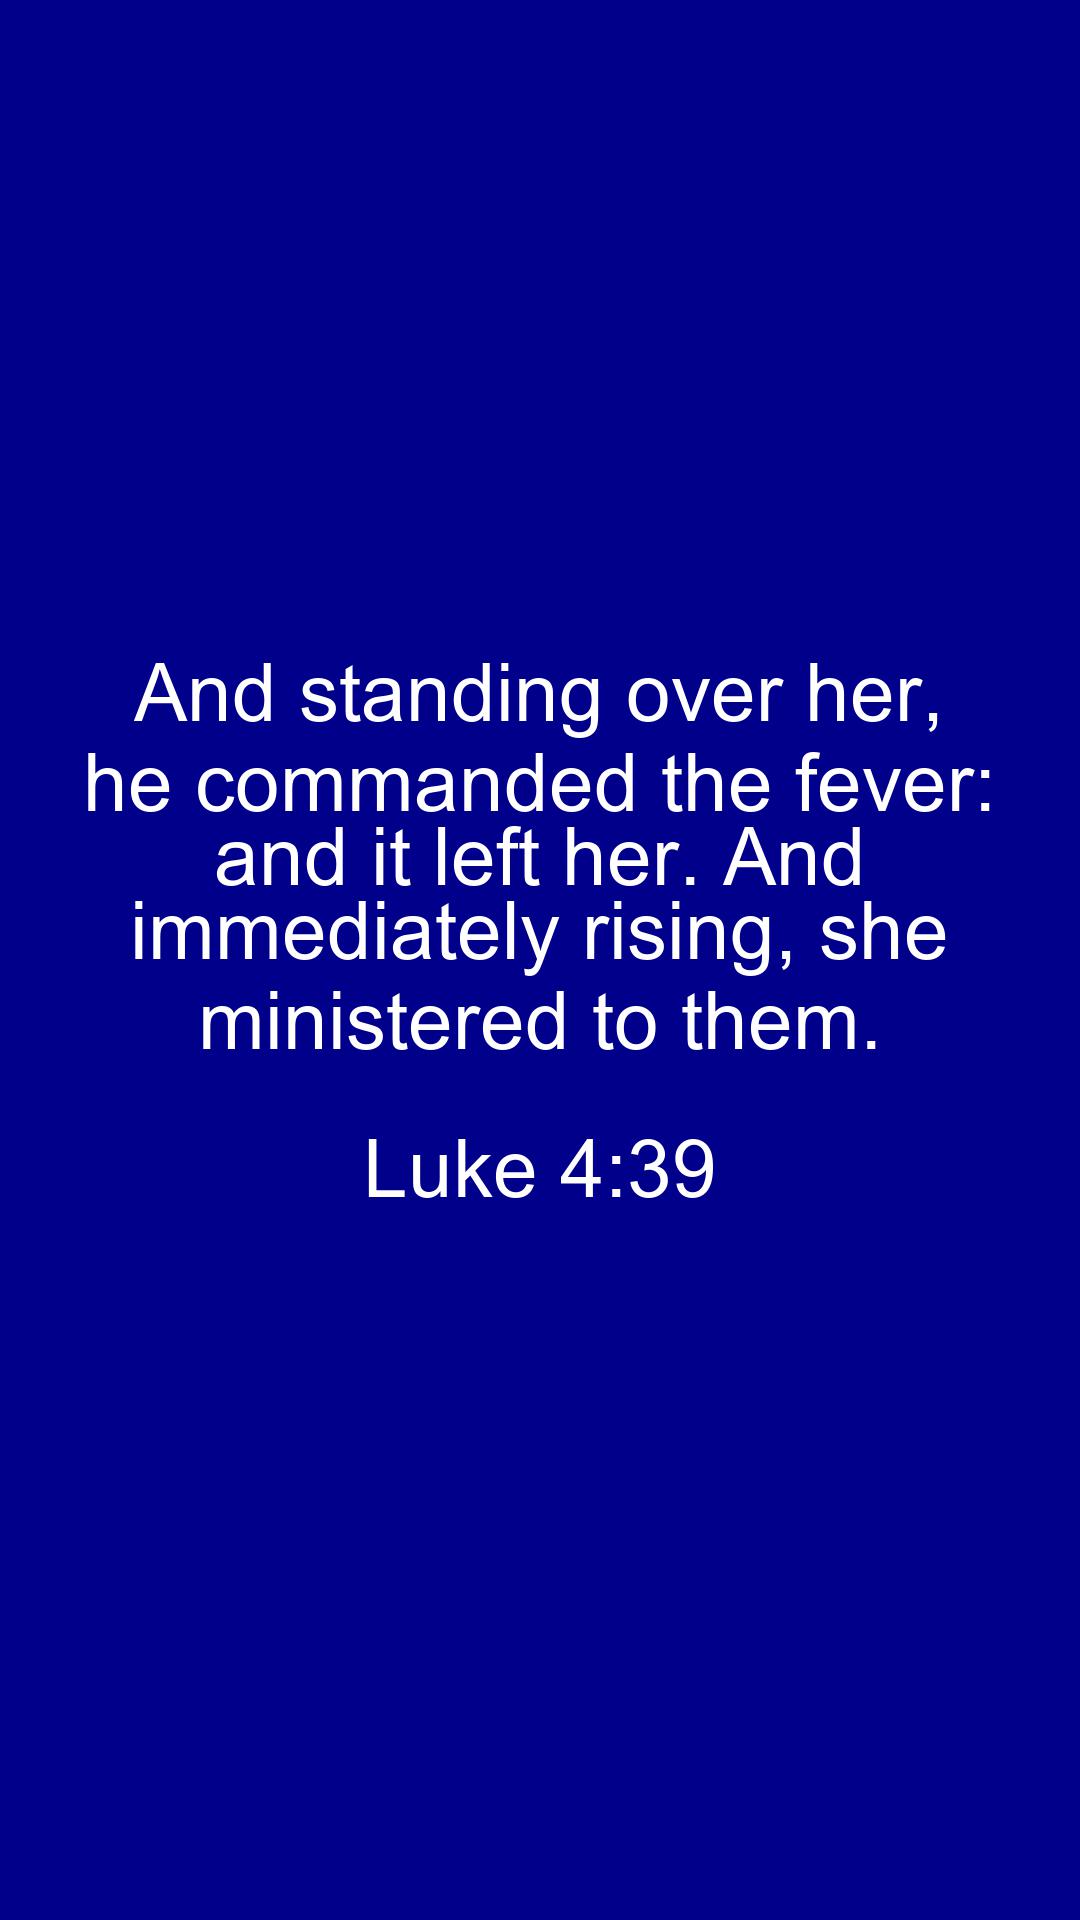 And standing over her,
he commanded the fever:
and it left her. And
immediately rising, she
ministered to them.
Luke 4:39